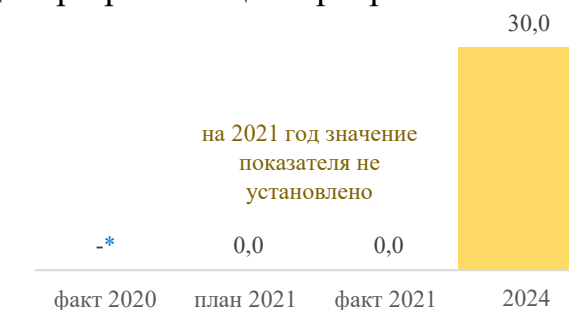 30,0
на 2021 год значение
показателя не
установлено
-* 0,0 0,0
факт 2020 план 2021 факт 2021 2024